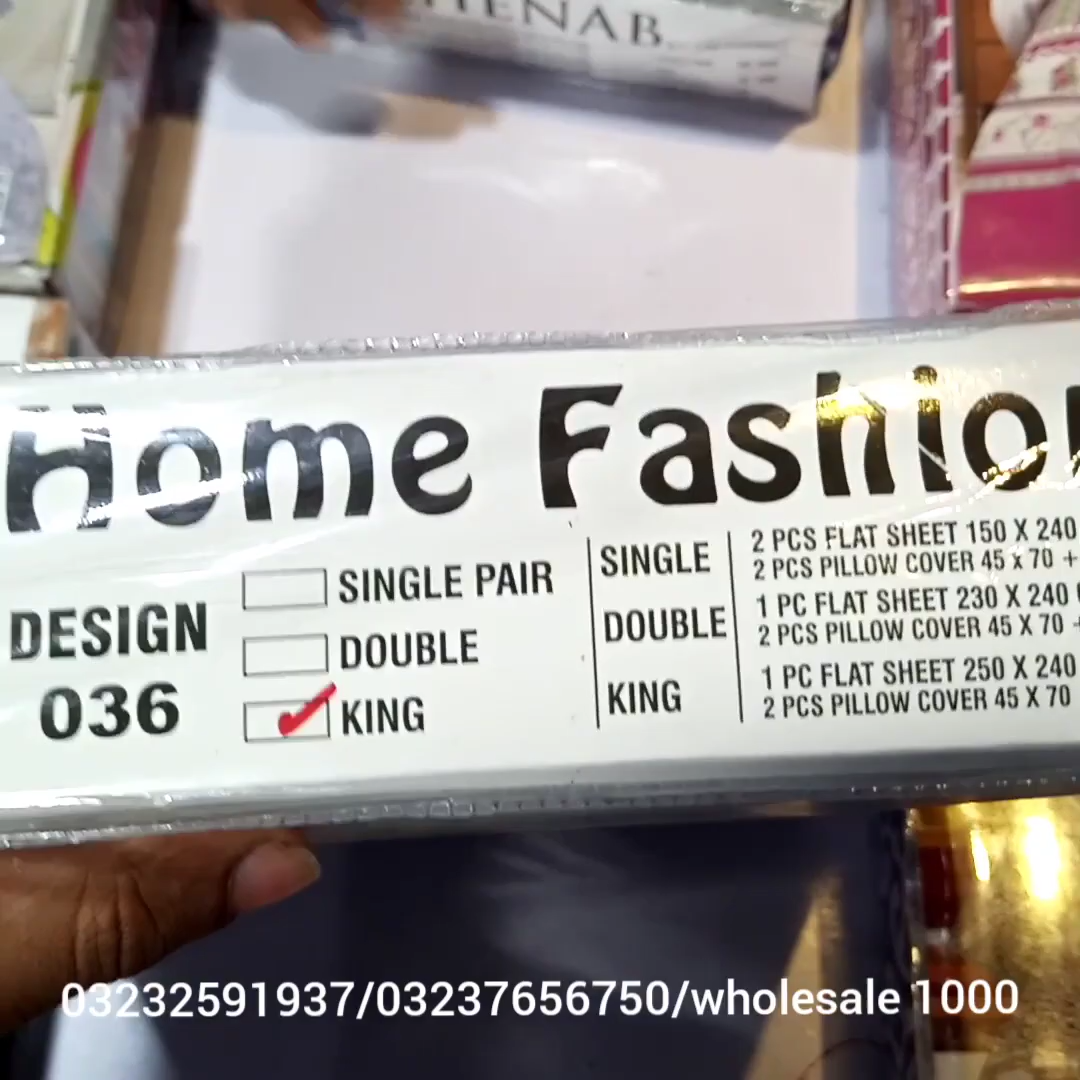 HENAB
Home Fashion
DESIGN
036
SINGLE PAIR
DOUBLE
KING
SINGLE
DOUBLE
KING
2 PCS FLAT SHEET 150 X 240
2 PCS PILLOW COVER 45 x 70 +
1 PC FLAT SHEET 230 X 240
2 PCS PILLOW COVER 45 X 70
1 PC FLAT SHEET 250 X 240
2 PCS PILLOW COVER 45 X 70
03232591937/03237656750/wholesale 1000